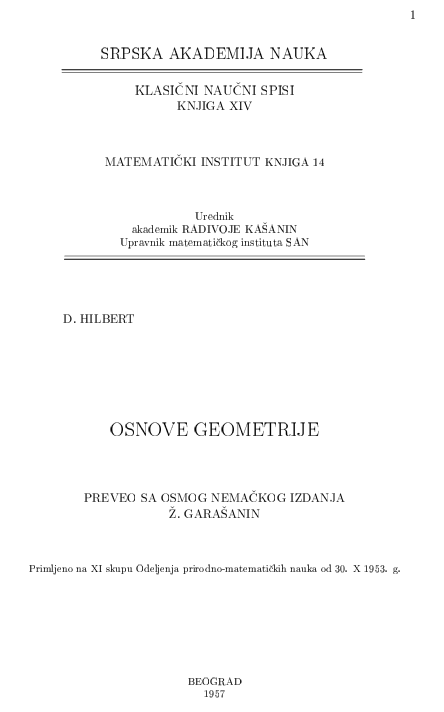 1
SRPSKA AKADEMIJA NAUKA
KLASIČNI NAUČNI SPISI
KNJIGA XIV
MATEMATIČKI INSTITUT KNJIGA 14
Urednik
akademik RADIVOJE KAŠANIN
Upravnik matematičkog instituta SAN
D. HILBERT
OSNOVE GEOMETRIJE
PREVEO SA OSMOG NEMAČKOG IZDANJA
Ž. GARAŠANIN
Primljeno na XI skupu Odeljenja prirodno-matematičkih nauka od 30. X 1953. g.
BEOGRAD
1957